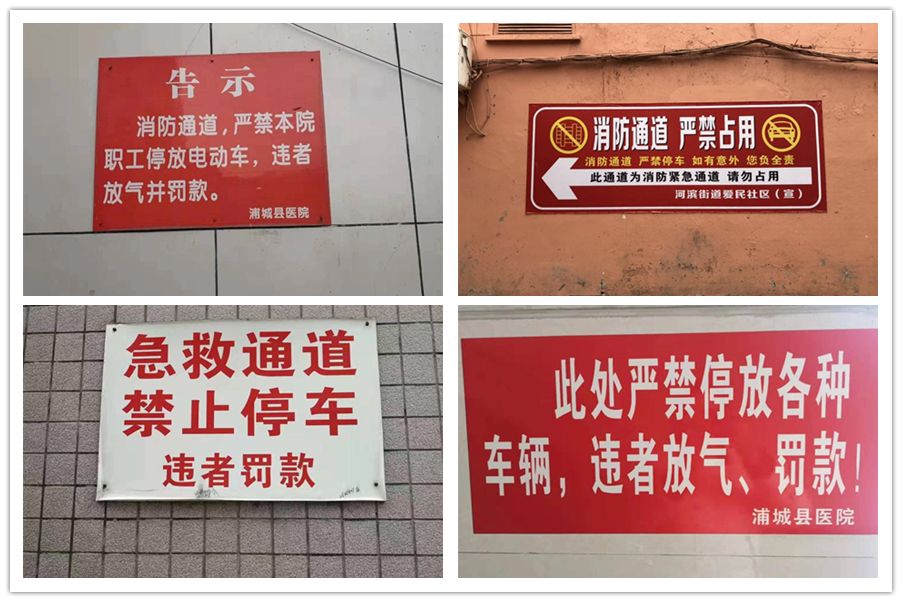 告示
消防通道，严禁本院
职工停放电动车，违者
放气并罚款。
浦城县医院
消防通道 严禁占用
消防通道 严禁停车 如有意外 您负全责
此通道为消防紧急通道 请勿占用
河滨街道爱民社区（宣）
急救通道
禁止停车
违者罚款
此处严禁停放各种
车辆，违者放气、罚款！
浦城县医院